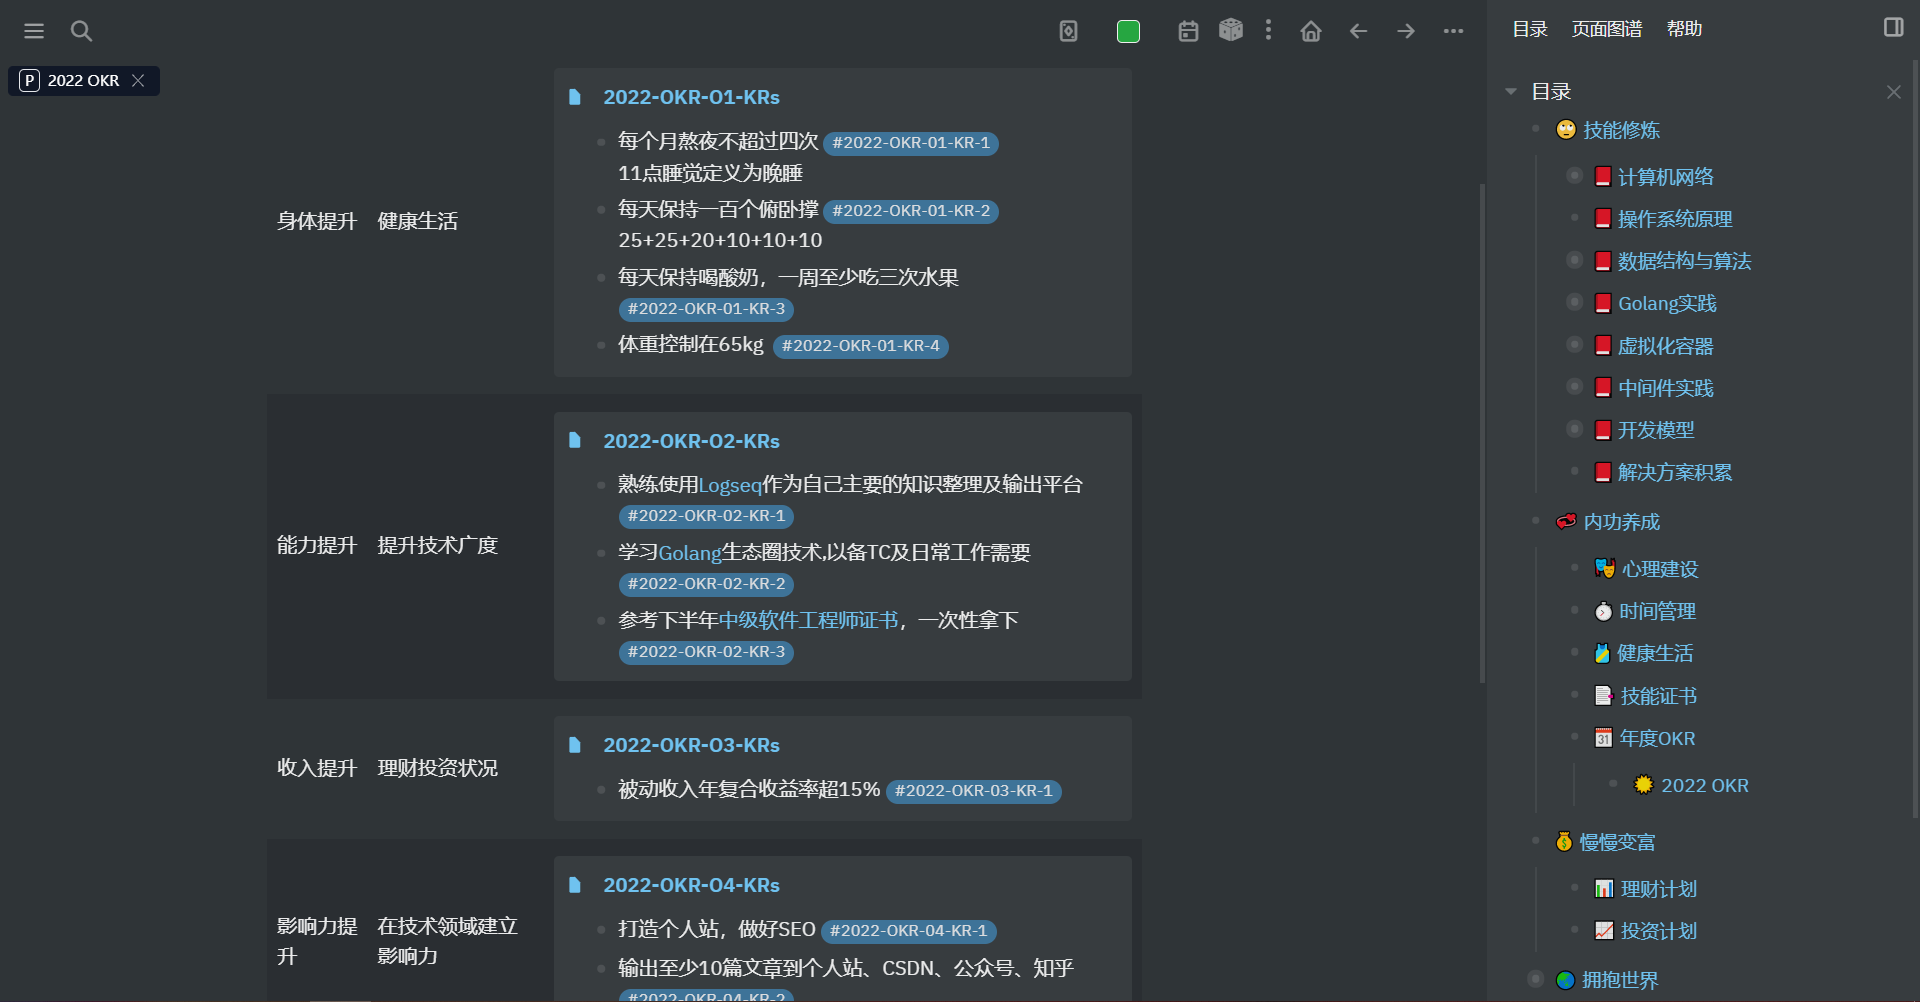 目录 页面图谱 帮助
P 2022 OKR
身体提升 健康生活
2022-OKR-O1-KRs
每个月熬夜不超过四次 #2022-OKR-01-KR-1
11点睡觉定义为晚睡
每天保持一百个俯卧撑 #2022-OKR-01-KR-2
25+25+20+10+10+10
每天保持喝酸奶，一周至少吃三次水果
#2022-OKR-01-KR-3
体重控制在65kg #2022-OKR-01-KR-4
能力提升 提升技术广度
2022-OKR-O2-KRs
熟练使用Logseq作为自己主要的知识整理及输出平台
#2022-OKR-02-KR-1
学习Golang生态圈技术,以备TC及日常工作需要
#2022-OKR-02-KR-2
参考下半年中级软件工程师证书，一次性拿下
#2022-OKR-02-KR-3
收入提升 理财投资状况
2022-OKR-O3-KRs
被动收入年复合收益率超15% #2022-OKR-03-KR-1
影响力提
升
在技术领域建立
影响力
2022-OKR-O4-KRs
打造个人站，做好SEO #2022-OKR-04-KR-1
输出至少10篇文章到个人站、CSDN、公众号、知乎
#2022-OKR-04-KR-2
目录
技能修炼
计算机网络
操作系统原理
数据结构与算法
Golang实践
虚拟化容器
中间件实践
开发模型
解决方案积累
内功养成
心理建设
时间管理
健康生活
技能证书
31 年度OKR
2022 OKR
慢慢变富
理财计划
投资计划
拥抱世界